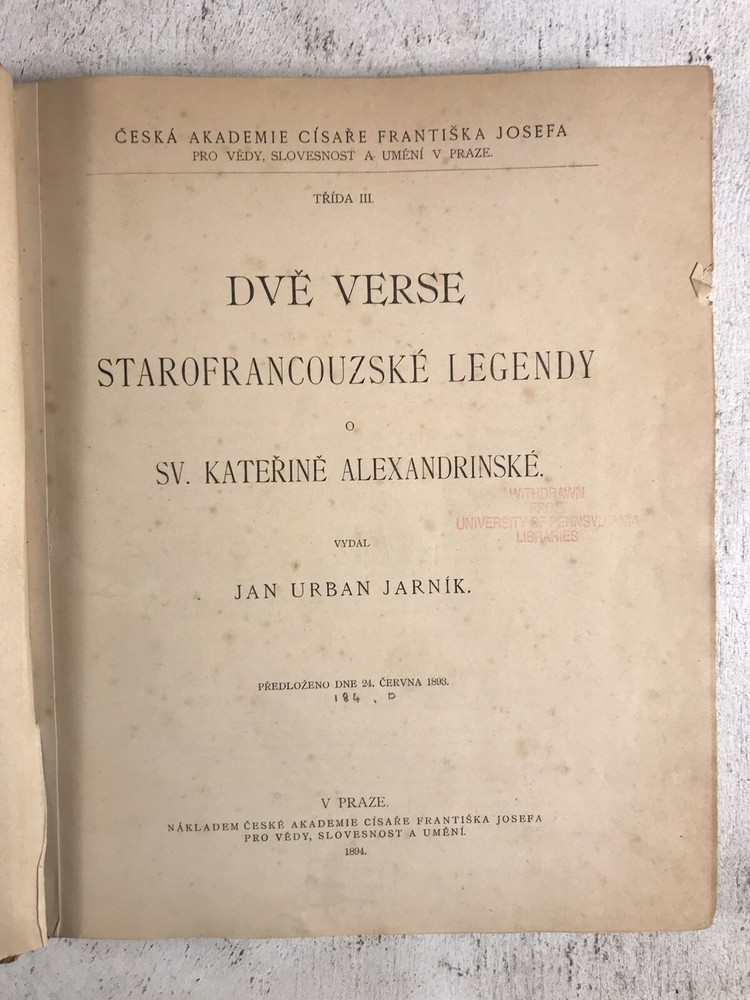 ČESKÁ AKADEMIE CÍSAŘE FRANTIŠKA JOSEFA
PRO VĚDY, SLOVESNOST A UMĚNÍ V PRAZE.
TŘÍDA III.
DVĚ VERSE
STAROFRANCOUZSKÉ LEGENDY
O
SV. KATEŘINĚ ALEXANDRINSKÉ.
WITHDRAWN
FROM
UNIVERSITY OF PENNSYLVANIA
LIBRARIES
VYDAL
JAN URBAN JARNÍK.
PŘEDLOŽENO DNE 24. ČERVNA 1893.
184. D
V PRAZE.
NÁKLADEM ČESKÉ AKADEMIE CÍSAŘE FRANTIŠKA JOSEFA
PRO VĚDY, SLOVESNOST A UMĚNÍ.
1894.